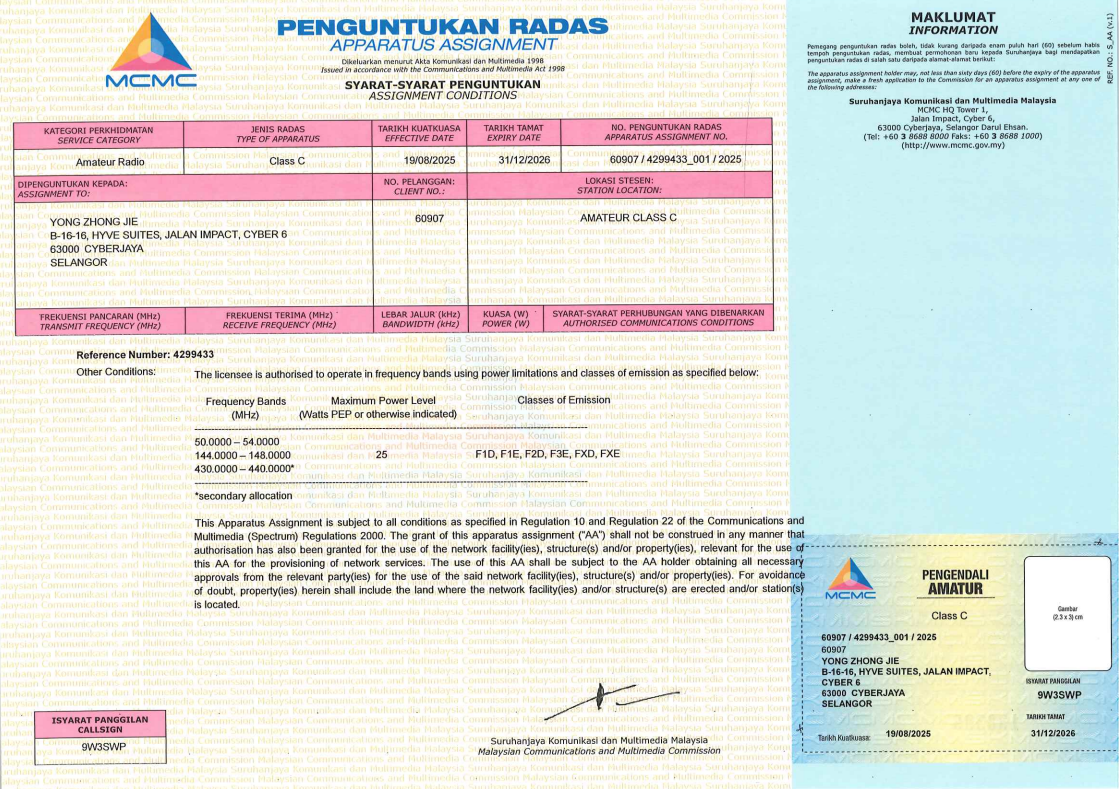 MCMC
PENGUNTUKAN RADAS
APPARATUS ASSIGNMENT
Dikeluarkan menurut Akta Komunikasi dan Multimedia 1998
Issued in accordance with the Communications and Multimedia Act 1998
SYARAT-SYARAT PENGUNTUKAN
ASSIGNMENT CONDITIONS
KATEGORI PERKHIDMATAN
SERVICE CATEGORY
JENIS RADAS
TYPE OF APPARATUS
TARIKH KUATKUASA
EFFECTIVE DATE
TARIKH TAMAT
EXPIRY DATE
NO. PENGUNTUKAN RADAS
APPARATUS ASSIGNMENT NO.
Amateur Radio
Class C
19/08/2025
31/12/2026
60907 / 4299433_001 / 2025
DIPENGUNTUKAN KEPADA:
ASSIGNMENT TO:
NO. PELANGGAN:
CLIENT NO.:
LOKASI STESEN:
STATION LOCATION:
YONG ZHONG JIE
B-16-16, HYVE SUITES, JALAN IMPACT, CYBER 6
63000 CYBERJAYA
SELANGOR
60907
AMATEUR CLASS C
FREKUENSI PANCARAN (MHz)
TRANSMIT FREQUENCY (MHz)
FREKUENSI TERIMA (MHz)
RECEIVE FREQUENCY (MHz)
LEBAR JALUR (kHz)
BANDWIDTH (kHz)
KUASA (W)
POWER (W)
SYARAT-SYARAT PERHUBUNGAN YANG DIBENARKAN
AUTHORISED COMMUNICATIONS CONDITIONS
Reference Number: 4299433
Other Conditions:
The licensee is authorised to operate in frequency bands using power limitations and classes of emission as specified below:
Frequency Bands
(MHz)
Maximum Power Level
(Watts PEP or otherwise indicated)
Classes of Emission
50.0000 – 54.0000
144.0000 – 148.0000
430.0000 – 440.0000*
25
F1D, F1E, F2D, F3E, FXD, FXE
*secondary allocation
This Apparatus Assignment is subject to all conditions as specified in Regulation 10 and Regulation 22 of the Communications and
Multimedia (Spectrum) Regulations 2000. The grant of this apparatus assignment ("AA") shall not be construed in any manner that
authorisation has also been granted for the use of the network facility(ies), structure(s) and/or property(ies), relevant for the use of
this AA for the provisioning of network services. The use of this AA shall be subject to the AA holder obtaining all necessary
approvals from the relevant party(ies) for the use of the said network facility(ies), structure(s) and/or property(ies). For avoidance
of doubt, property(ies) herein shall include the land where the network facility(ies) and/or structure(s) are erected and/or station(s)
is located.
ISYARAT PANGGILAN
CALLSIGN
9W3SWP
Suruhanjaya Komunikasi dan Multimedia Malaysia
Malaysian Communications and Multimedia Commission
MAKLUMAT
INFORMATION
REF. NO.: S_AA (v.1)
Pemegang penguntukan radas boleh, tidak kurang daripada enam puluh hari (60) sebelum habis
tempoh penguntukan radas, membuat permohonan baru kepada Suruhanjaya bagi mendapatkan
penguntukan radas di salah satu daripada alamat-alamat berikut:
The apparatus assignment holder may, not less than sixty days (60) before the expiry of the apparatus
assignment, make a fresh application to the Commission for an apparatus assignment at any one of
the following addresses:
Suruhanjaya Komunikasi dan Multimedia Malaysia
MCMC HQ Tower 1,
Jalan Impact, Cyber 6,
63000 Cyberjaya, Selangor Darul Ehsan.
(Tel: +60 3 8688 8000 Faks: +60 3 8688 1000)
(http://www.mcmc.gov.my)
MCMC
PENGENDALI
AMATUR
Class C
Gambar
(2.3 x 3) cm
60907 / 4299433_001 / 2025
60907
YONG ZHONG JIE
B-16-16, HYVE SUITES, JALAN IMPACT,
CYBER 6
63000 CYBERJAYA
SELANGOR
ISYARAT PANGGILAN
9W3SWP
TARIKH TAMAT
Tarikh Kuatkuasa:
19/08/2025
31/12/2026